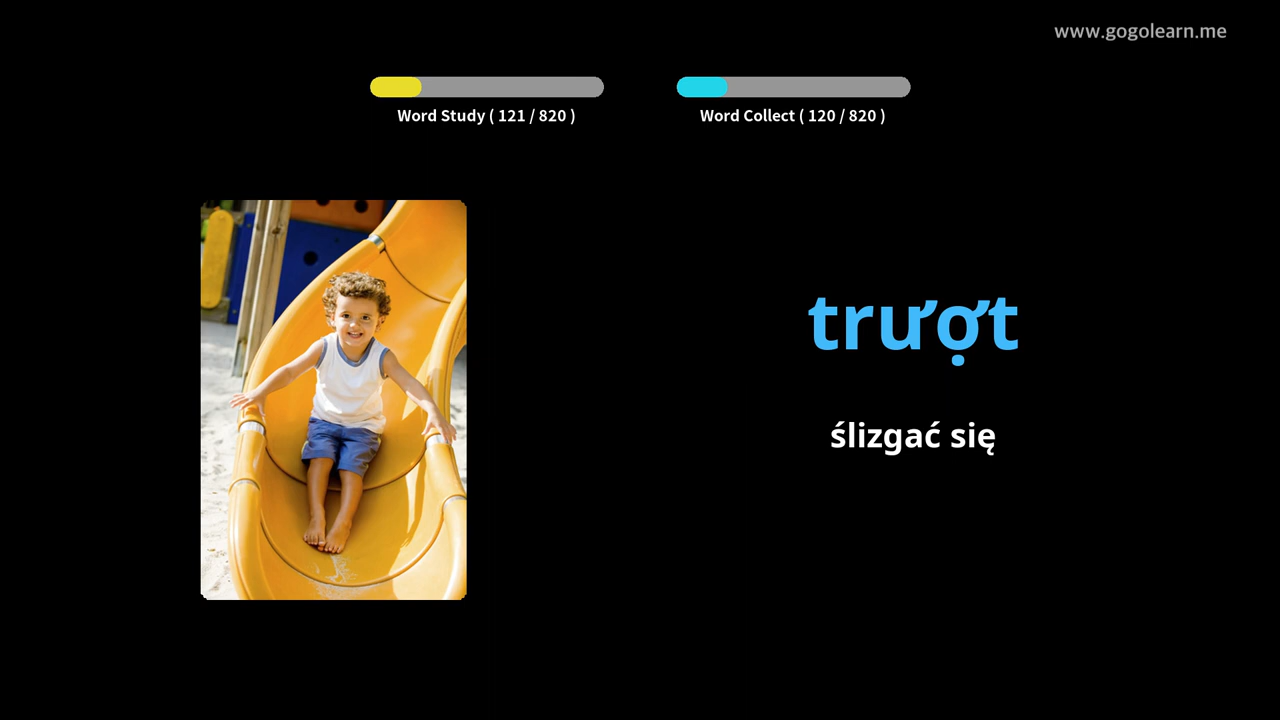 www.gogolearn.me
Word Study ( 121 / 820 )
Word Collect ( 120 / 820 )
trượt
ślizgać się